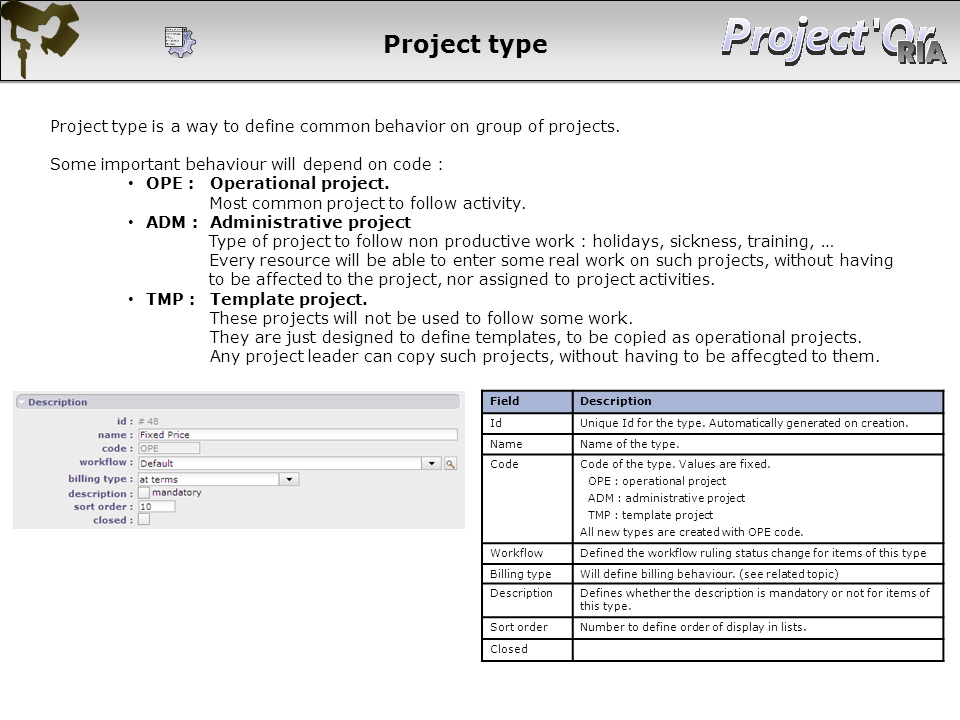 Project type
Project'Or
RIA
Project type is a way to define common behavior on group of projects.
Some important behaviour will depend on code :
• OPE : Operational project.
Most common project to follow activity.
• ADM : Administrative project
Type of project to follow non productive work : holidays, sickness, training, …
Every resource will be able to enter some real work on such projects, without having
to be affected to the project, nor assigned to project activities.
• TMP : Template project.
These projects will not be used to follow some work.
They are just designed to define templates, to be copied as operational projects.
Any project leader can copy such projects, without having to be affecgted to them.
Description
id : # 48
name : Fixed Price
code : OPE
workflow : Default
billing type : at terms
description : mandatory
sort order : 10
closed :
Field Description
Id Unique Id for the type. Automatically generated on creation.
Name Name of the type.
Code Code of the type. Values are fixed.
OPE : operational project
ADM : administrative project
TMP : template project
All new types are created with OPE code.
Workflow Defined the workflow ruling status change for items of this type
Billing type Will define billing behaviour. (see related topic)
Description Defines whether the description is mandatory or not for items of
this type.
Sort order Number to define order of display in lists.
Closed